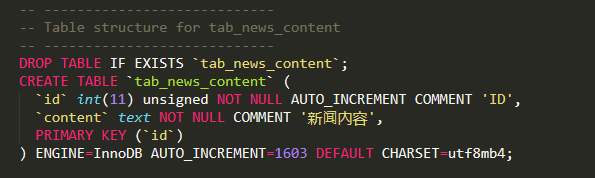 -- ----------------------------
-- Table structure for tab_news_content
-- ----------------------------
DROP TABLE IF EXISTS `tab_news_content`;
CREATE TABLE `tab_news_content` (
  `id` int(11) unsigned NOT NULL AUTO_INCREMENT COMMENT 'ID',
  `content` text NOT NULL COMMENT '新闻内容',
  PRIMARY KEY (`id`)
) ENGINE=InnoDB AUTO_INCREMENT=1603 DEFAULT CHARSET=utf8mb4;